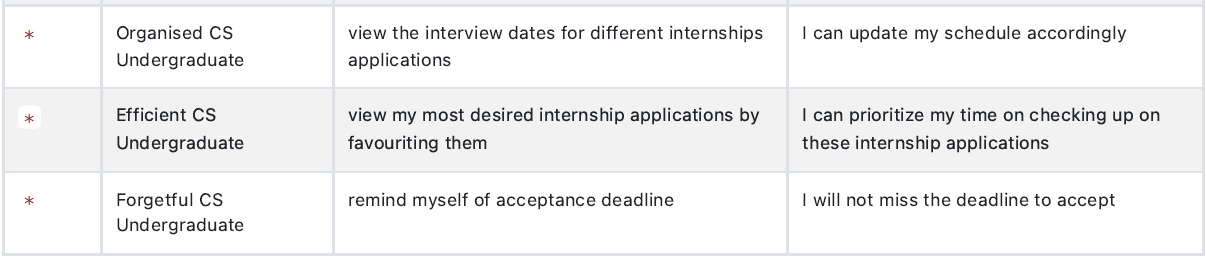 * Organised CS view the interview dates for different internships I can update my schedule accordingly
Undergraduate applications
* Efficient CS view my most desired internship applications by I can prioritize my time on checking up on
Undergraduate favouriting them these internship applications
* Forgetful CS remind myself of acceptance deadline I will not miss the deadline to accept
Undergraduate